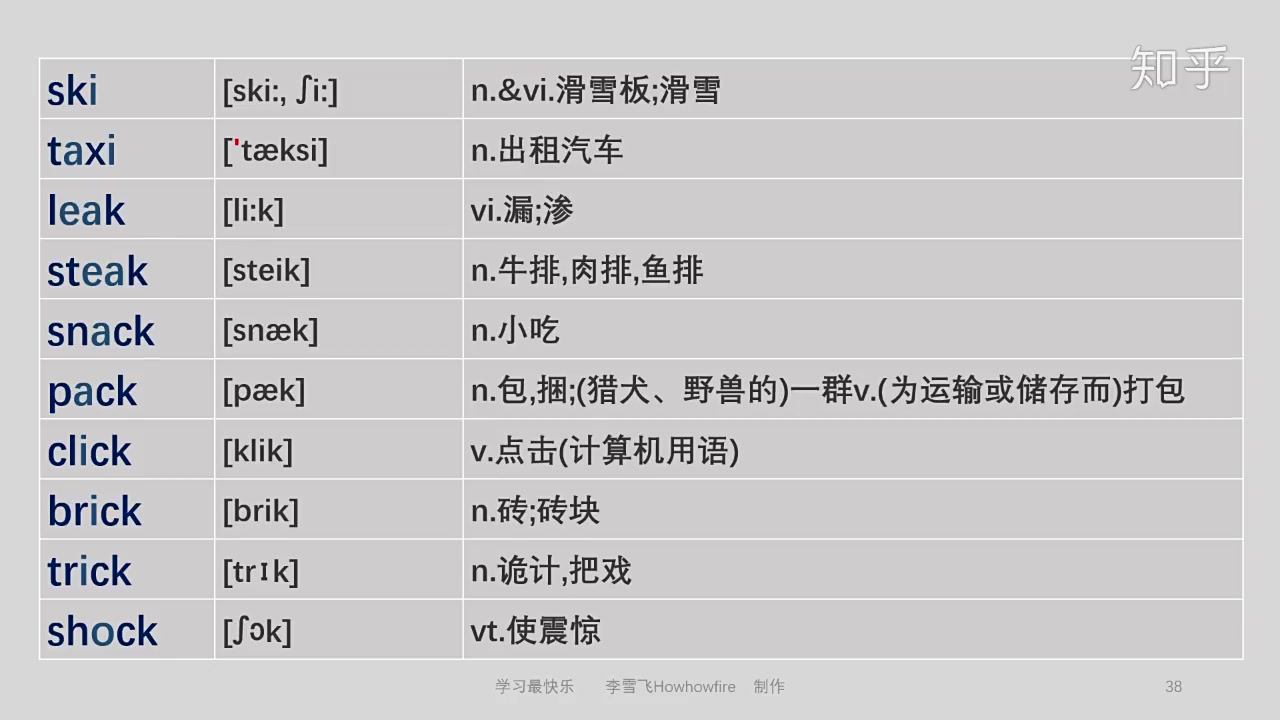 知乎
ski [ski:, ʃi:] n.&vi.滑雪板;滑雪
taxi ['tæksi] n.出租汽车
leak [li:k] vi.漏;渗
steak [steik] n.牛排,肉排,鱼排
snack [snæk] n.小吃
pack [pæk] n.包,捆;(猎犬、野兽的)一群v.(为运输或储存而)打包
click [klik] v.点击(计算机用语)
brick [brik] n.砖;砖块
trick [trɪk] n.诡计,把戏
shock [ʃɔk] vt.使震惊
学习最快乐 李雪飞Howhowfire 制作 38